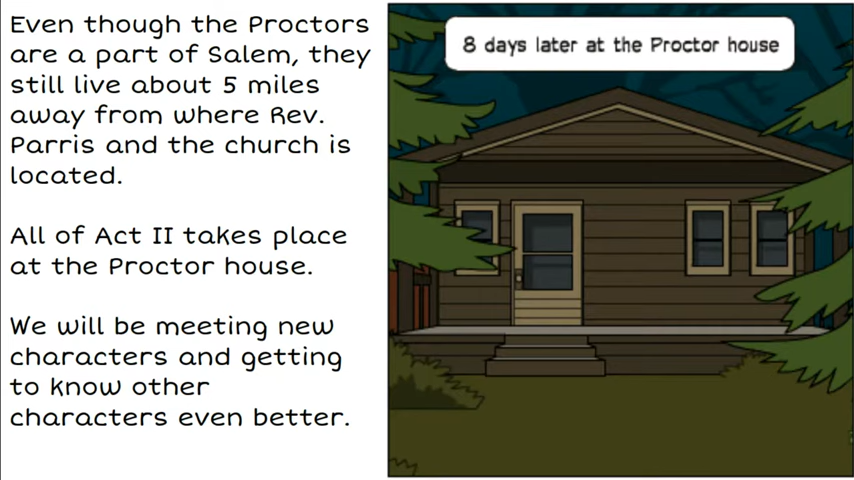 Even though the Proctors
are a part of Salem, they
still live about 5 miles
away from where Rev.
Parris and the church is
located.
All of Act II takes place
at the Proctor house.
We will be meeting new
characters and getting
to know other
characters even better.
8 days later at the Proctor house